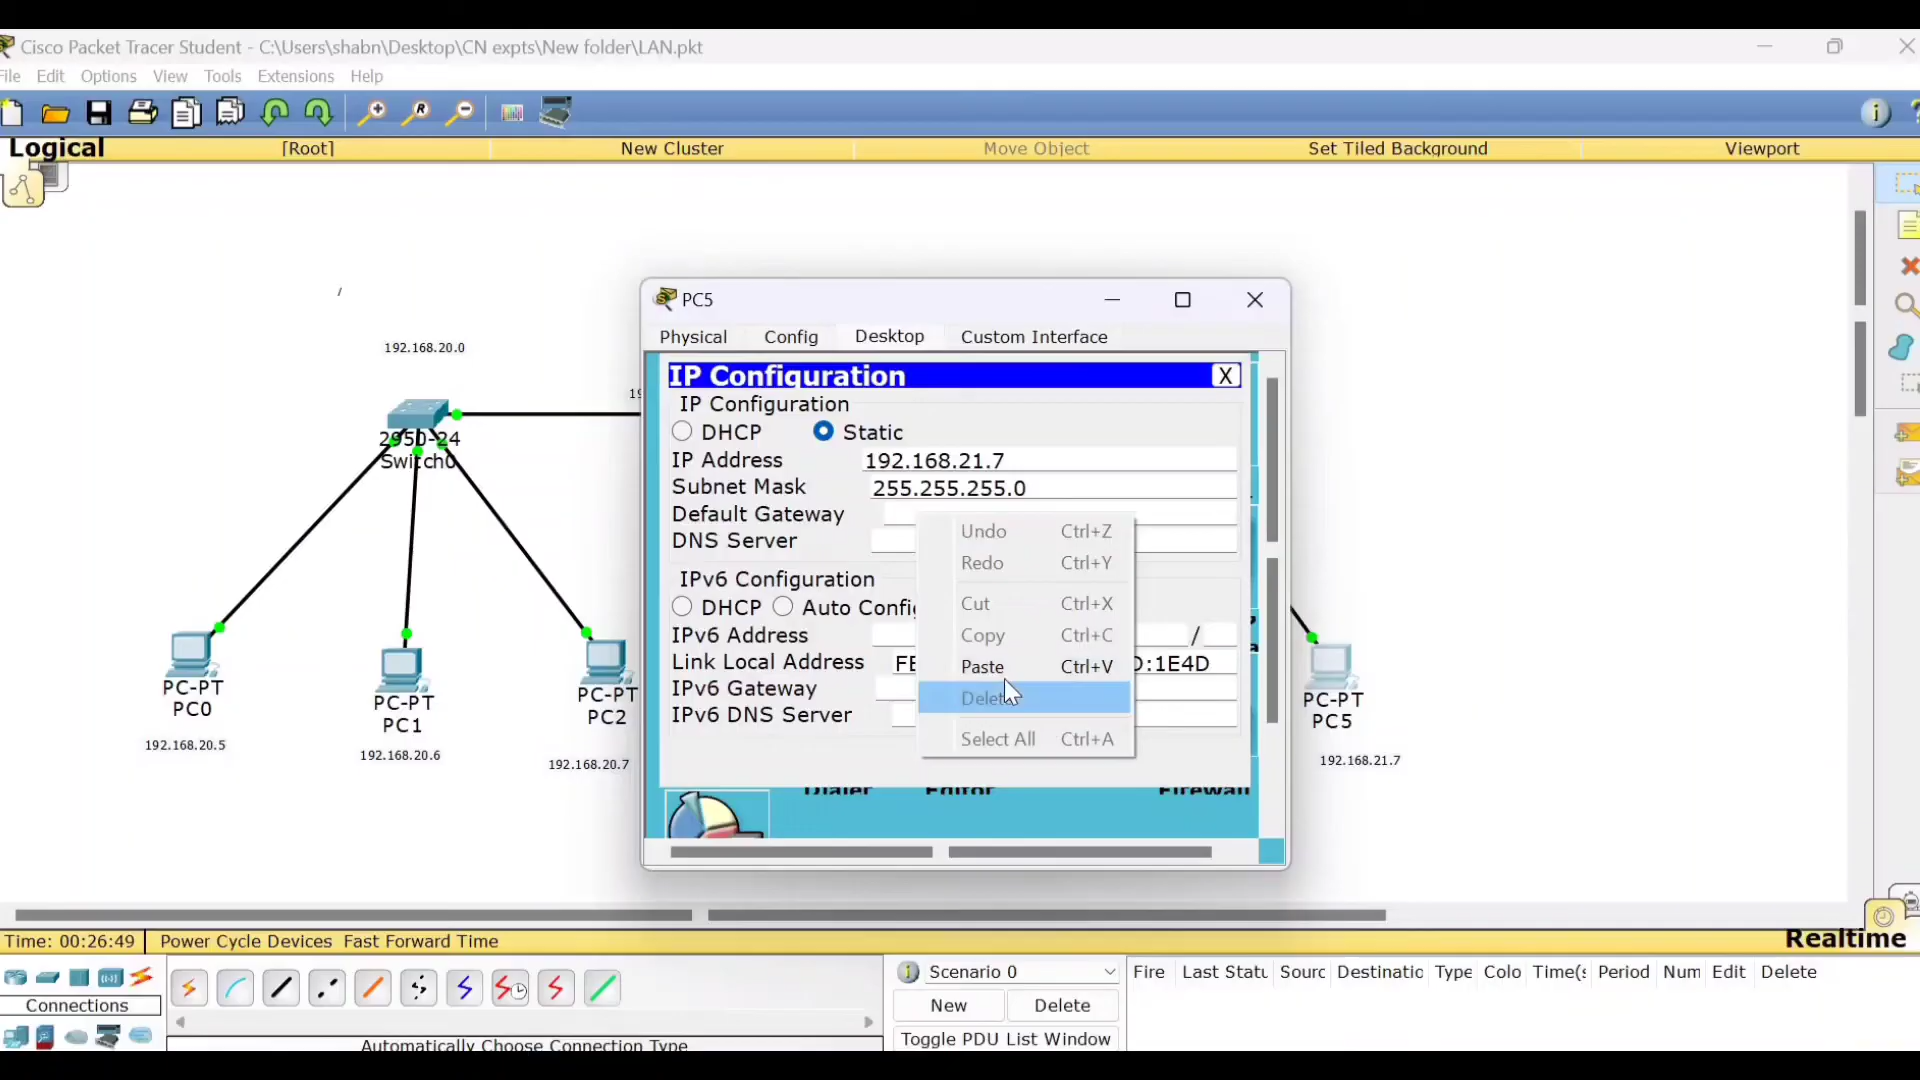 Cisco Packet Tracer Student - C:\Users\shabn\Desktop\CN expts\New folder\LAN.pkt
File Edit Options View Tools Extensions Help
Logical [Root] New Cluster Move Object Set Tiled Background Viewport
/
192.168.20.0
2950-24
Switch0
PC-PT
PC0
192.168.20.5
PC-PT
PC1
192.168.20.6
PC-PT
PC2
192.168.20.7
PC5
Physical Config Desktop Custom Interface
IP Configuration X
IP Configuration
DHCP Static
IP Address 192.168.21.7
Subnet Mask 255.255.255.0
Default Gateway
DNS Server
IPv6 Configuration
DHCP Auto Config
IPv6 Address /
Link Local Address FE D:1E4D
IPv6 Gateway
IPv6 DNS Server
Undo Ctrl+Z
Redo Ctrl+Y
Cut Ctrl+X
Copy Ctrl+C
Paste Ctrl+V
Delete
Select All Ctrl+A
Dialer Editor Firewall
PC-PT
PC5
192.168.21.7
Time: 00:26:49 Power Cycle Devices Fast Forward Time Realtime
Connections
Automatically Choose Connection Type
Scenario 0
New Delete
Toggle PDU List Window
Fire Last Statu Sourc Destinatio Type Colo Time(s Period Num Edit Delete